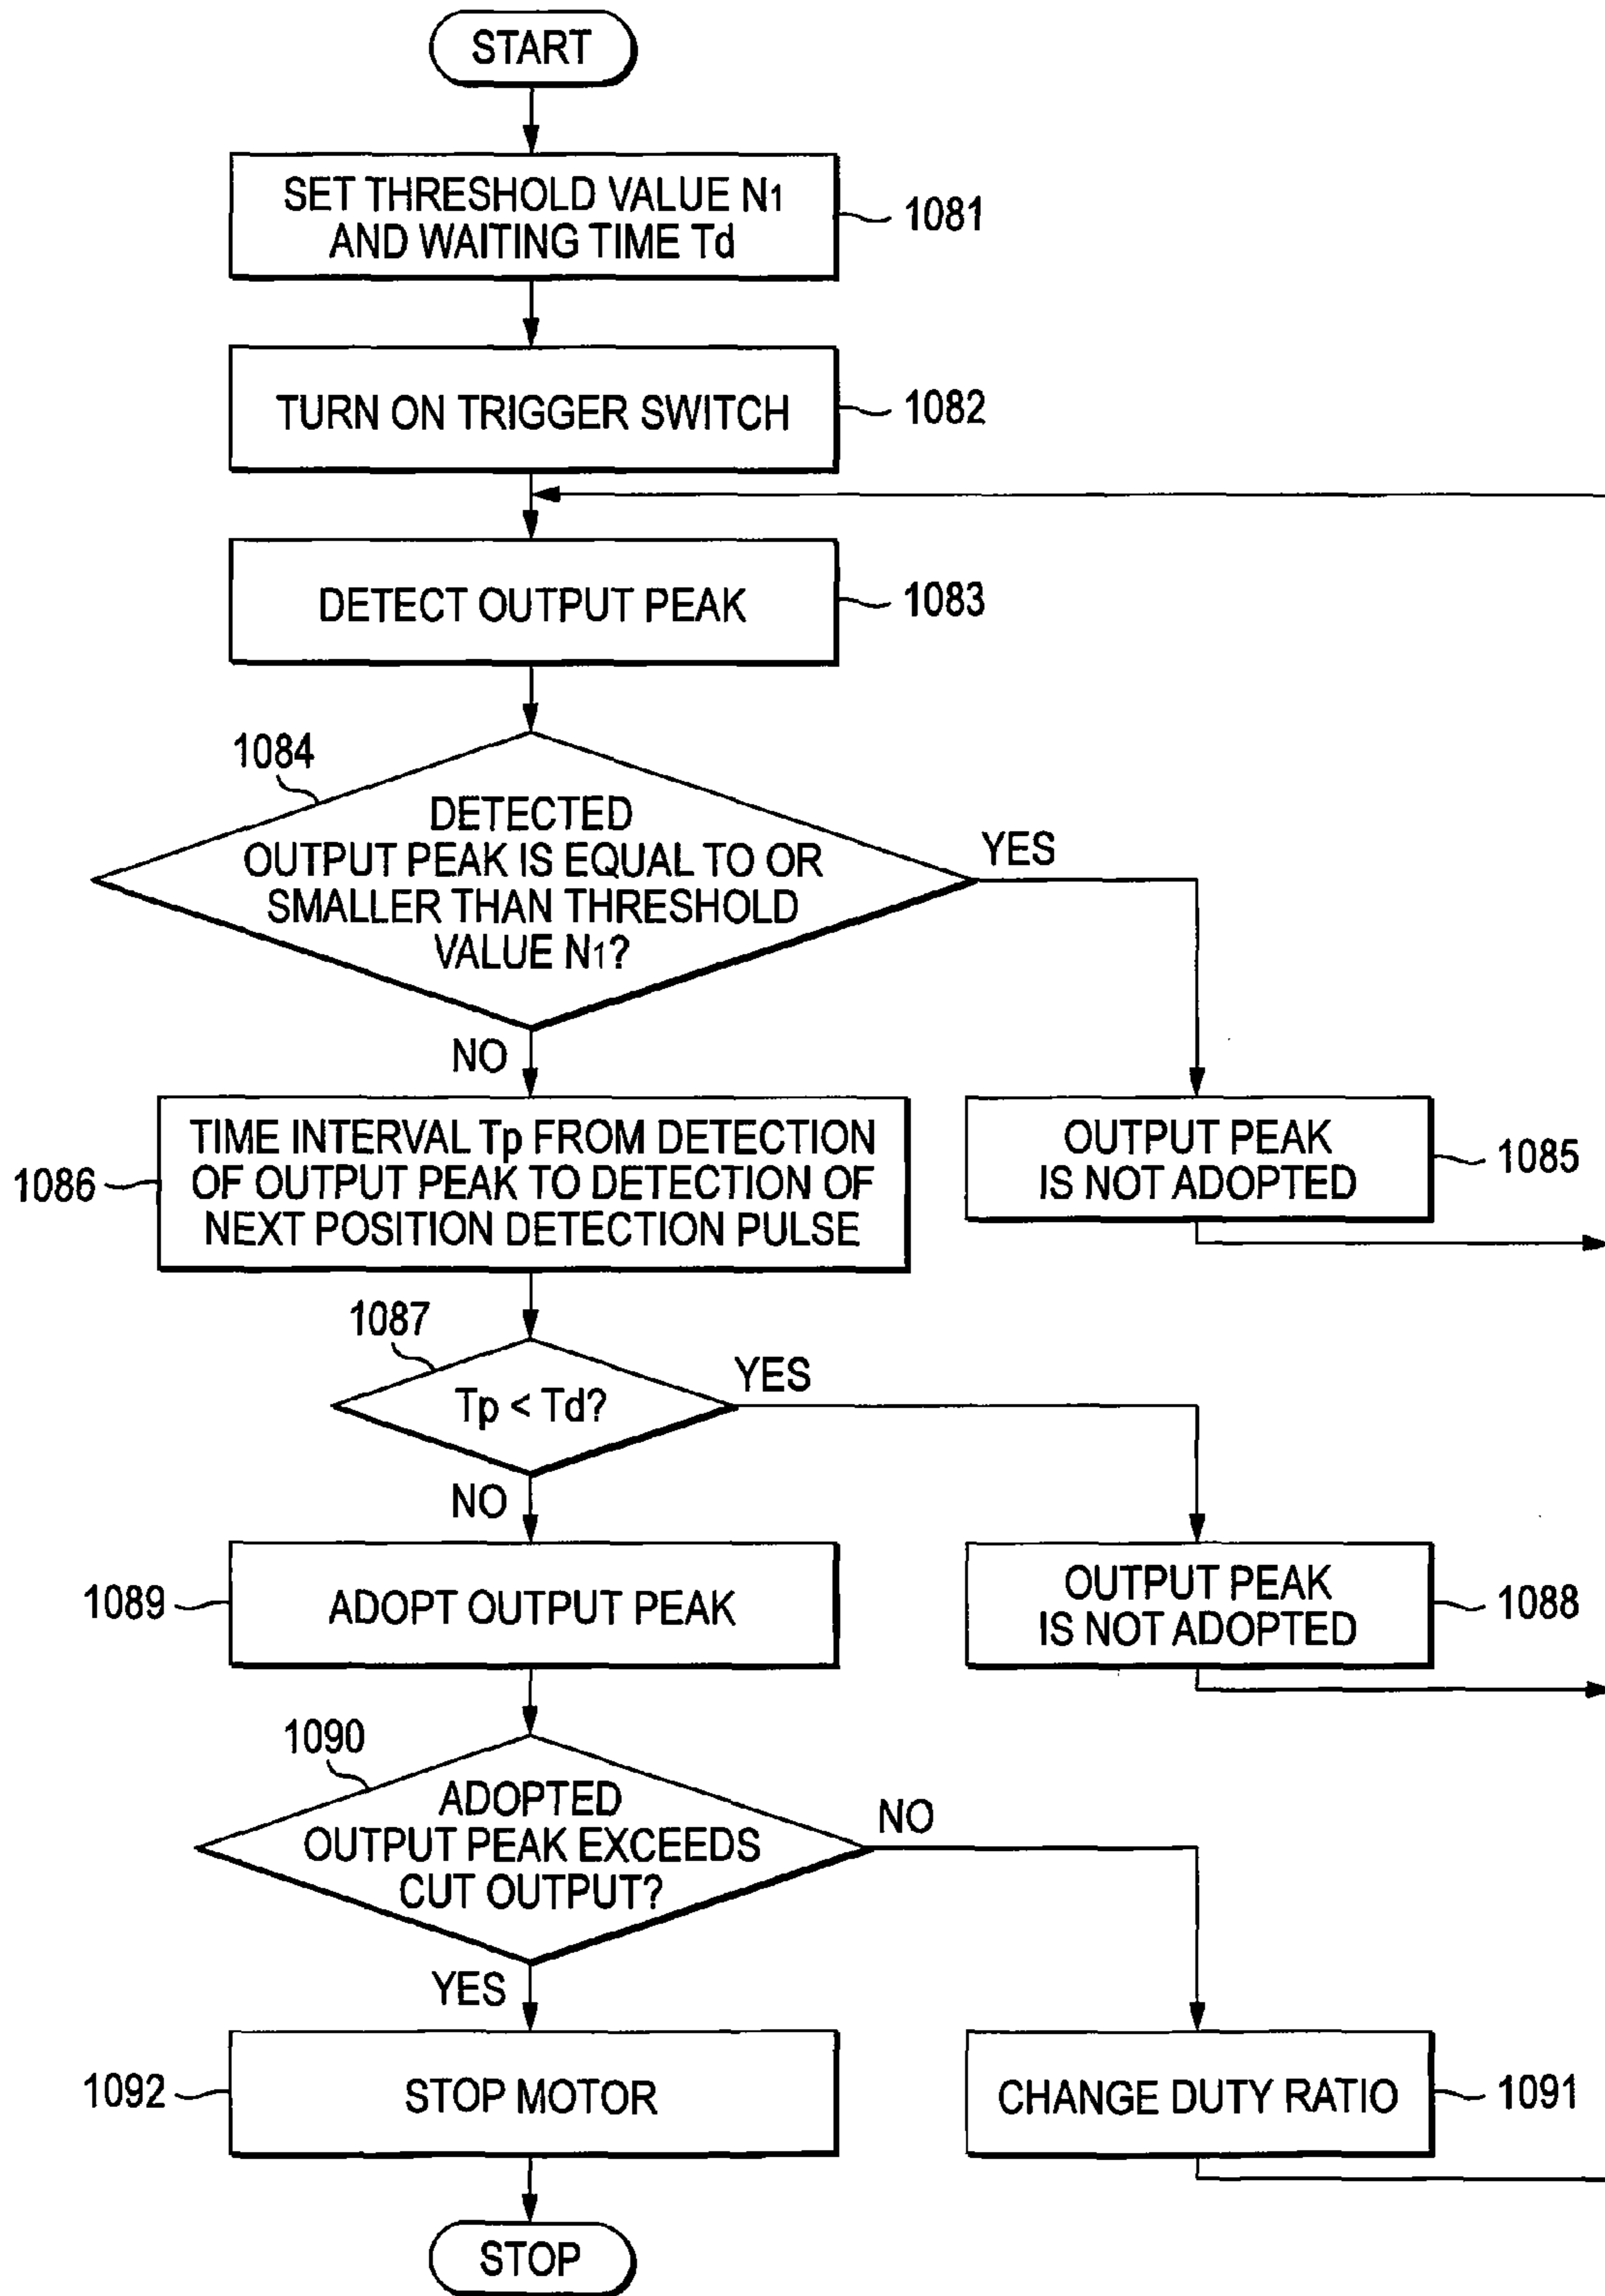 START
SET THRESHOLD VALUE N1
AND WAITING TIME Td
1081
TURN ON TRIGGER SWITCH
1082
DETECT OUTPUT PEAK
1083
1084
DETECTED
OUTPUT PEAK IS EQUAL TO OR
SMALLER THAN THRESHOLD
VALUE N1?
YES
NO
1086
TIME INTERVAL Tp FROM DETECTION
OF OUTPUT PEAK TO DETECTION OF
NEXT POSITION DETECTION PULSE
OUTPUT PEAK
IS NOT ADOPTED
1085
1087
Tp < Td?
YES
NO
1089
ADOPT OUTPUT PEAK
OUTPUT PEAK
IS NOT ADOPTED
1088
1090
ADOPTED
OUTPUT PEAK EXCEEDS
CUT OUTPUT?
NO
YES
1092
STOP MOTOR
CHANGE DUTY RATIO
1091
STOP